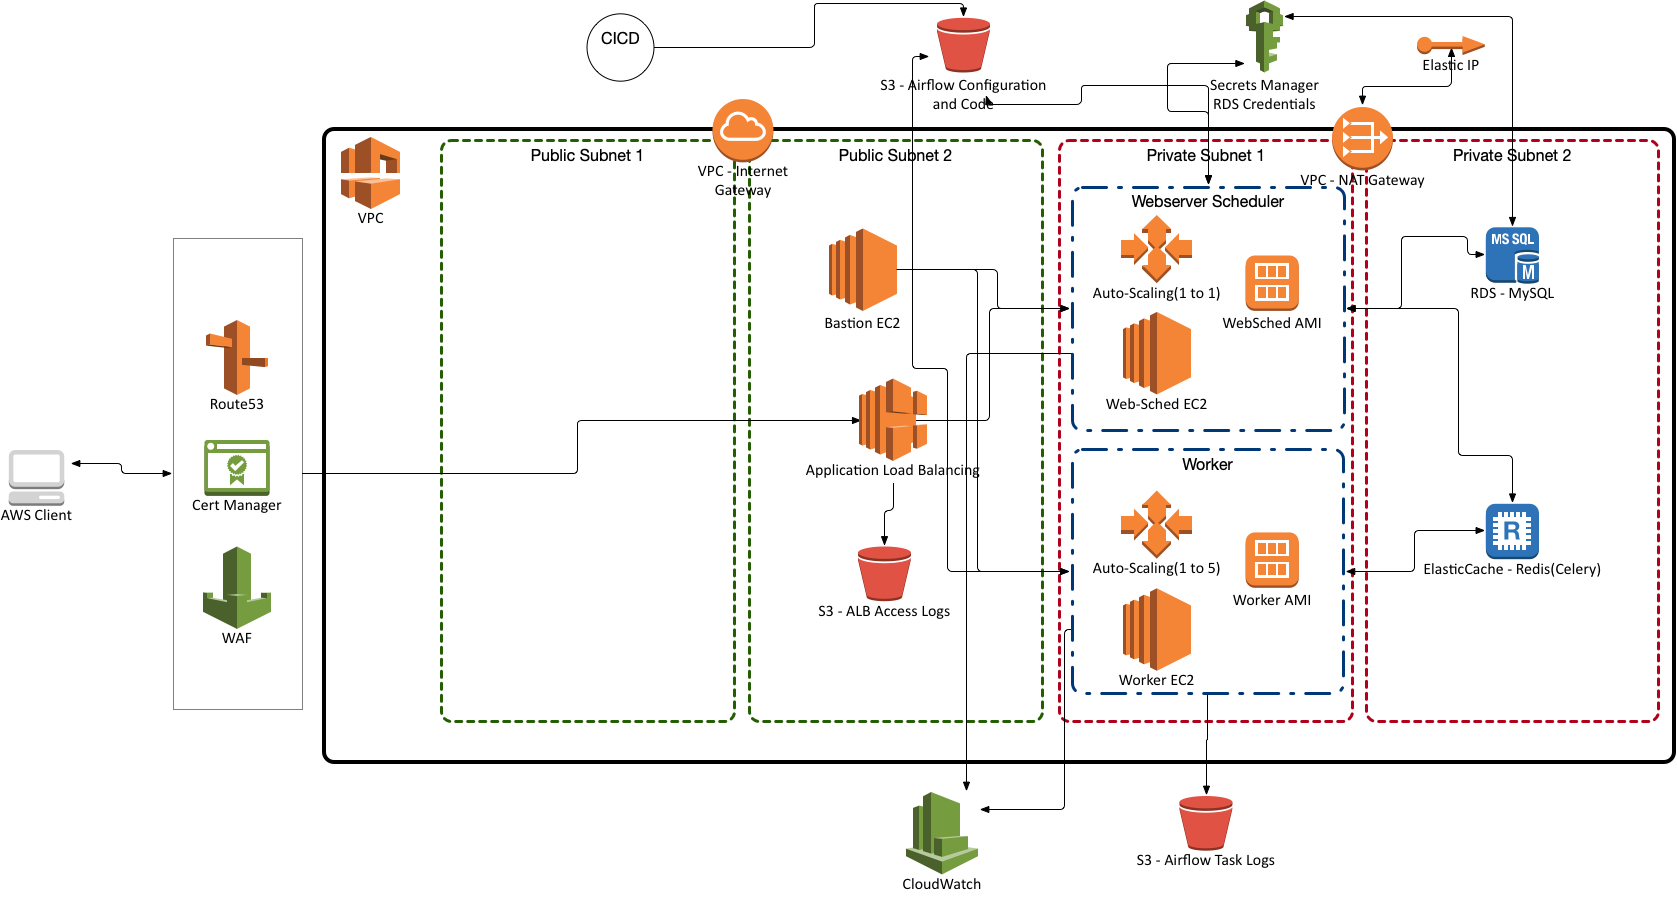 CICD
S3 - Airflow Configuration
and Code
Secrets Manager
RDS Credentials
Elastic IP
VPC
Public Subnet 1
VPC - Internet
Gateway
Public Subnet 2
Private Subnet 1
VPC - NAT Gateway
Private Subnet 2
Webserver Scheduler
Auto-Scaling(1 to 1)
WebSched AMI
Web-Sched EC2
MS SQL
M
RDS - MySQL
Bastion EC2
Route53
Cert Manager
WAF
AWS Client
Application Load Balancing
S3 - ALB Access Logs
Worker
Auto-Scaling(1 to 5)
Worker AMI
Worker EC2
R
ElasticCache - Redis(Celery)
CloudWatch
S3 - Airflow Task Logs